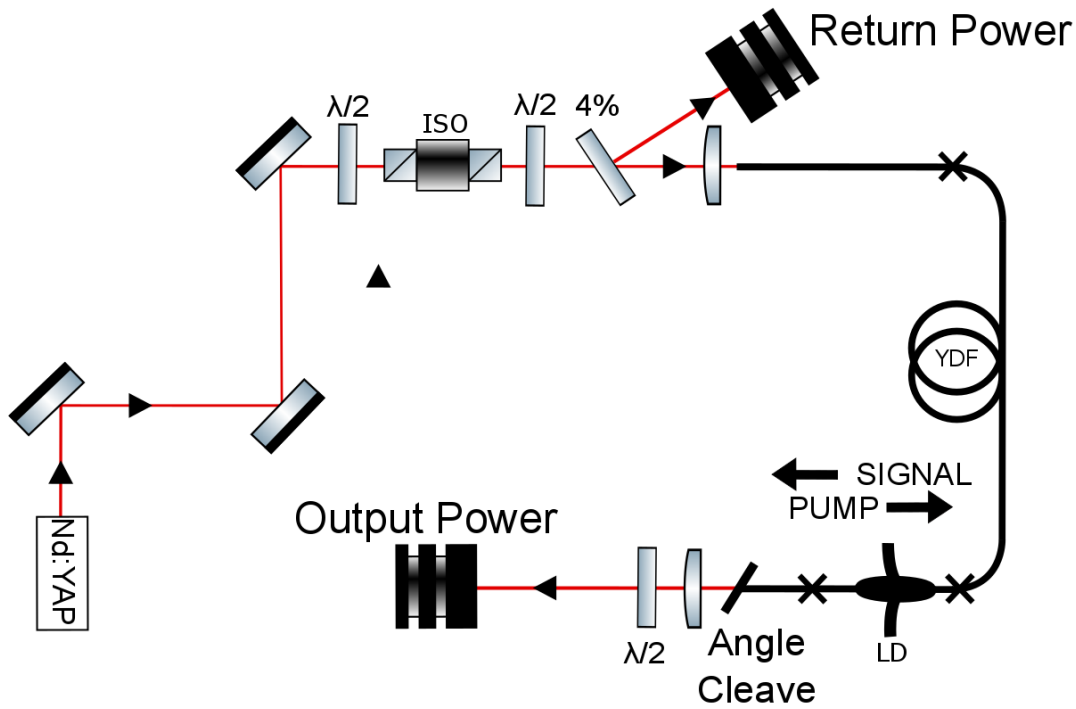 Return Power
λ/2
ISO
λ/2
4%
YDF
SIGNAL
PUMP
Output Power
Nd:YAP
λ/2
Angle
Cleave
LD